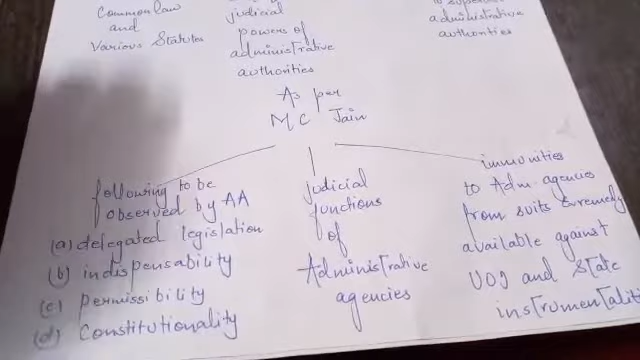 Common law
and
Various Statutes
judicial
powers of
administrative
authorities
administrative
authorities
As per
MC Jain
following to be
observed by AA
(a) delegated legislation
(b) indispensability
(c) permissibility
(d) Constitutionality
judicial
functions
of
Administrative
agencies
immunities
to Adm. agencies
from suits
available against
UOI and State